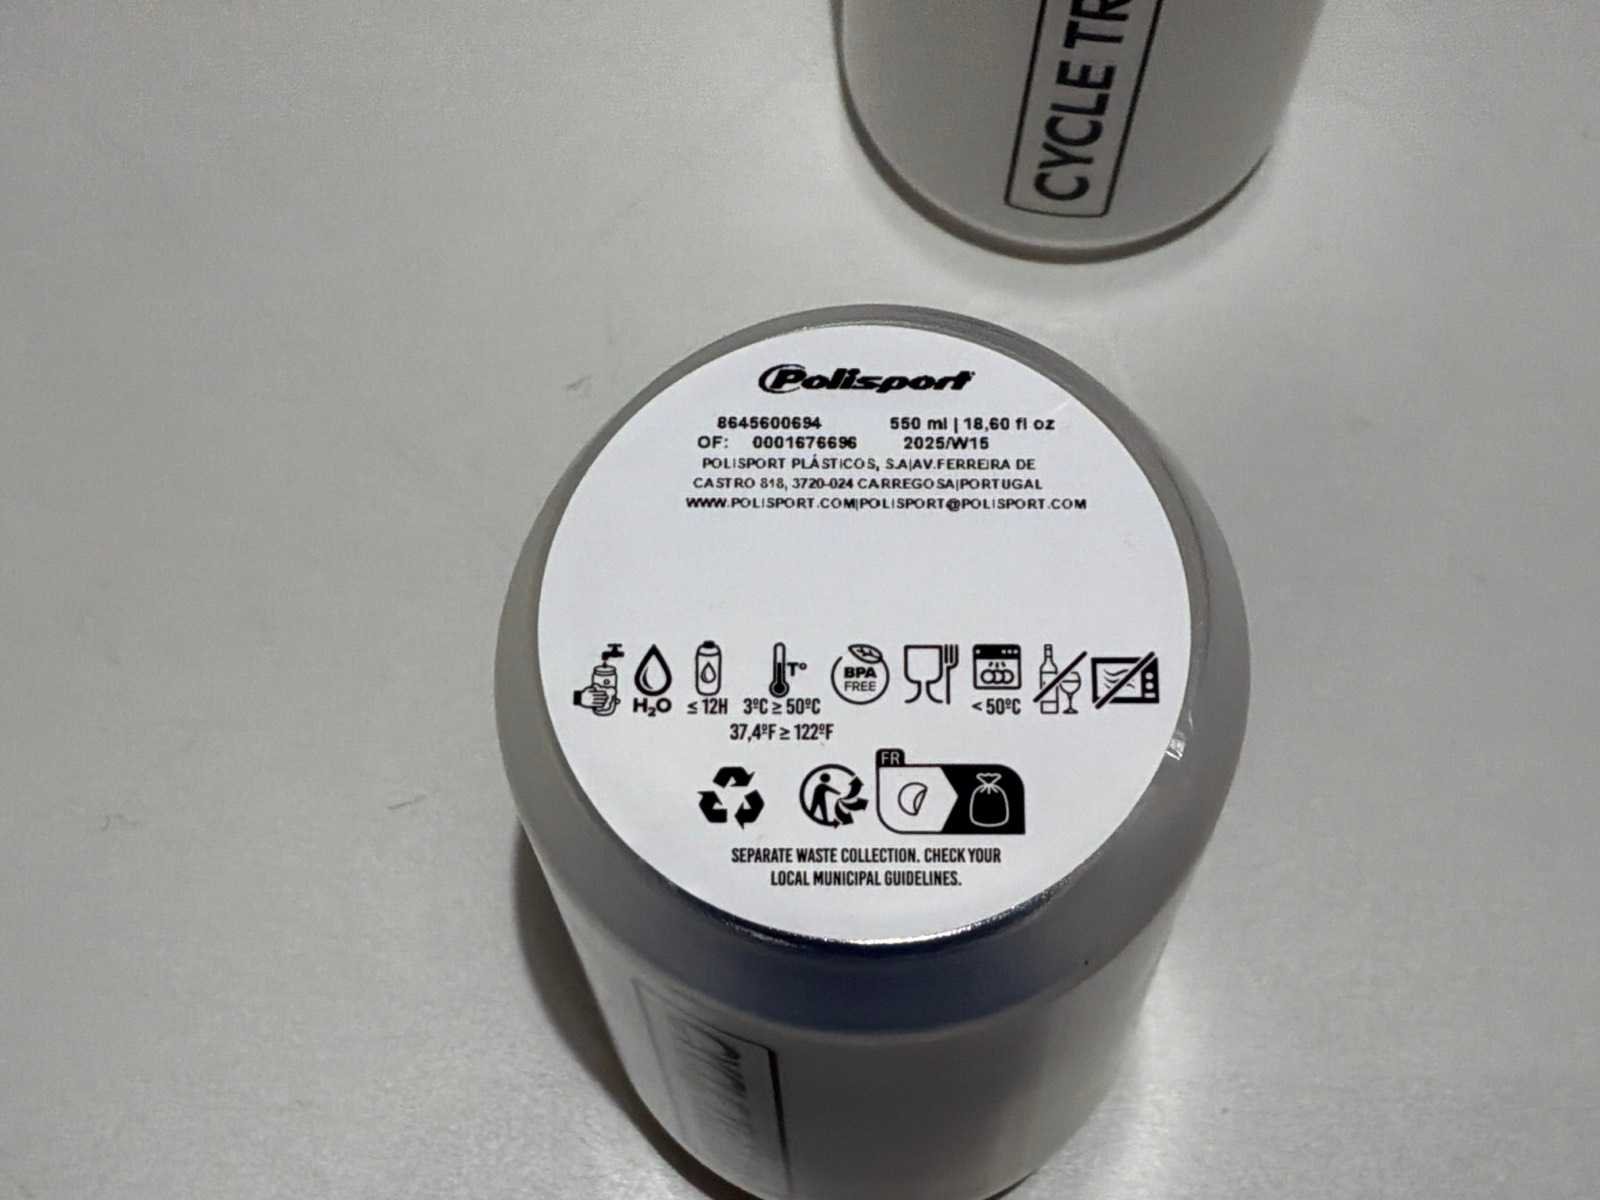 CYCLE TR
Polisport
8645600694 550 ml | 18,60 fl oz
OF: 0001676696 2025/W15
POLISPORT PLÁSTICOS, S.A|AV.FERREIRA DE
CASTRO 818, 3720-024 CARREGOSA|PORTUGAL
WWW.POLISPORT.COM|POLISPORT@POLISPORT.COM
T°
BPA
FREE
H₂O ≤ 12H 3ºC ≥ 50ºC < 50ºC
37,4ºF ≥ 122ºF
FR
SEPARATE WASTE COLLECTION. CHECK YOUR
LOCAL MUNICIPAL GUIDELINES.